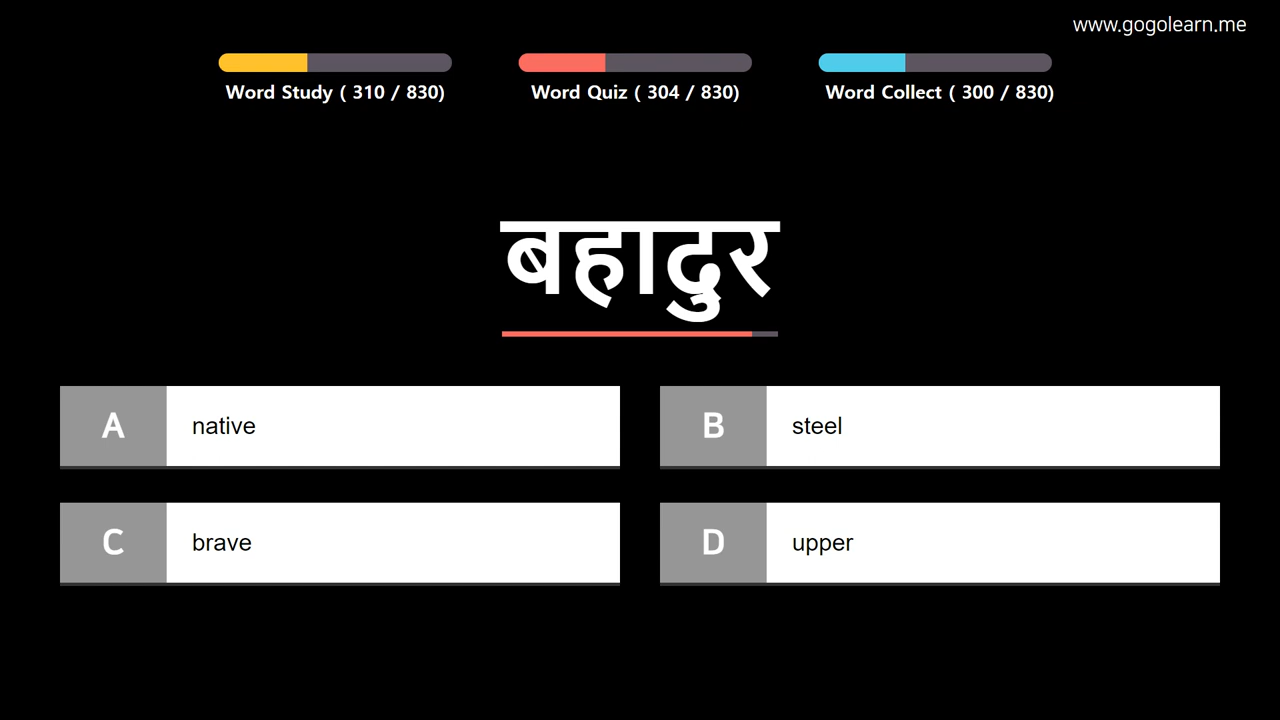 www.gogolearn.me
Word Study ( 310 / 830)
Word Quiz ( 304 / 830)
Word Collect ( 300 / 830)
बहादुर
A native
B steel
C brave
D upper